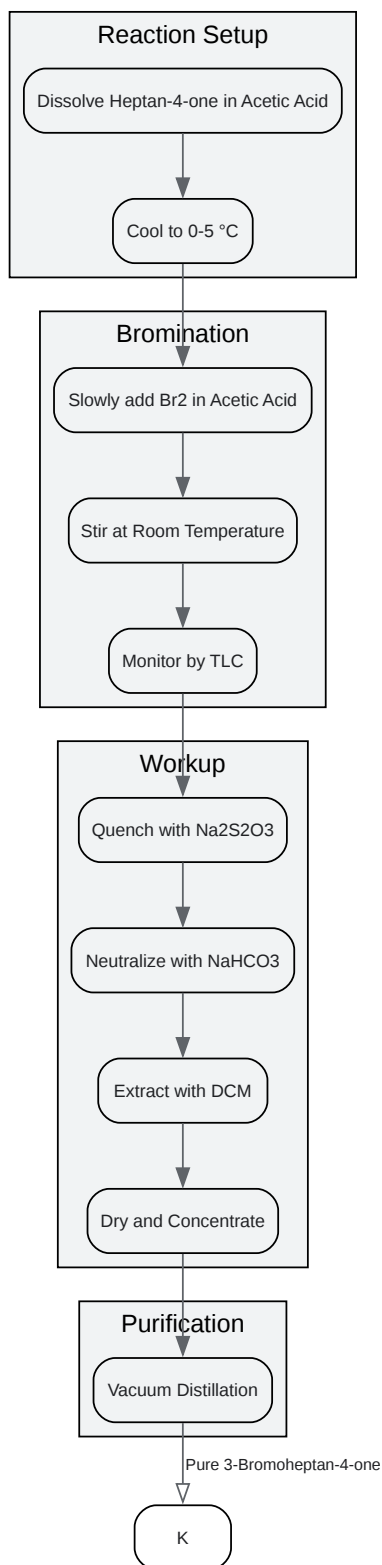 Reaction Setup
Dissolve Heptan-4-one in Acetic Acid
Cool to 0-5 °C
Bromination
Slowly add Br2 in Acetic Acid
Stir at Room Temperature
Monitor by TLC
Workup
Quench with Na2S2O3
Neutralize with NaHCO3
Extract with DCM
Dry and Concentrate
Purification
Vacuum Distillation
Pure 3-Bromoheptan-4-one
K